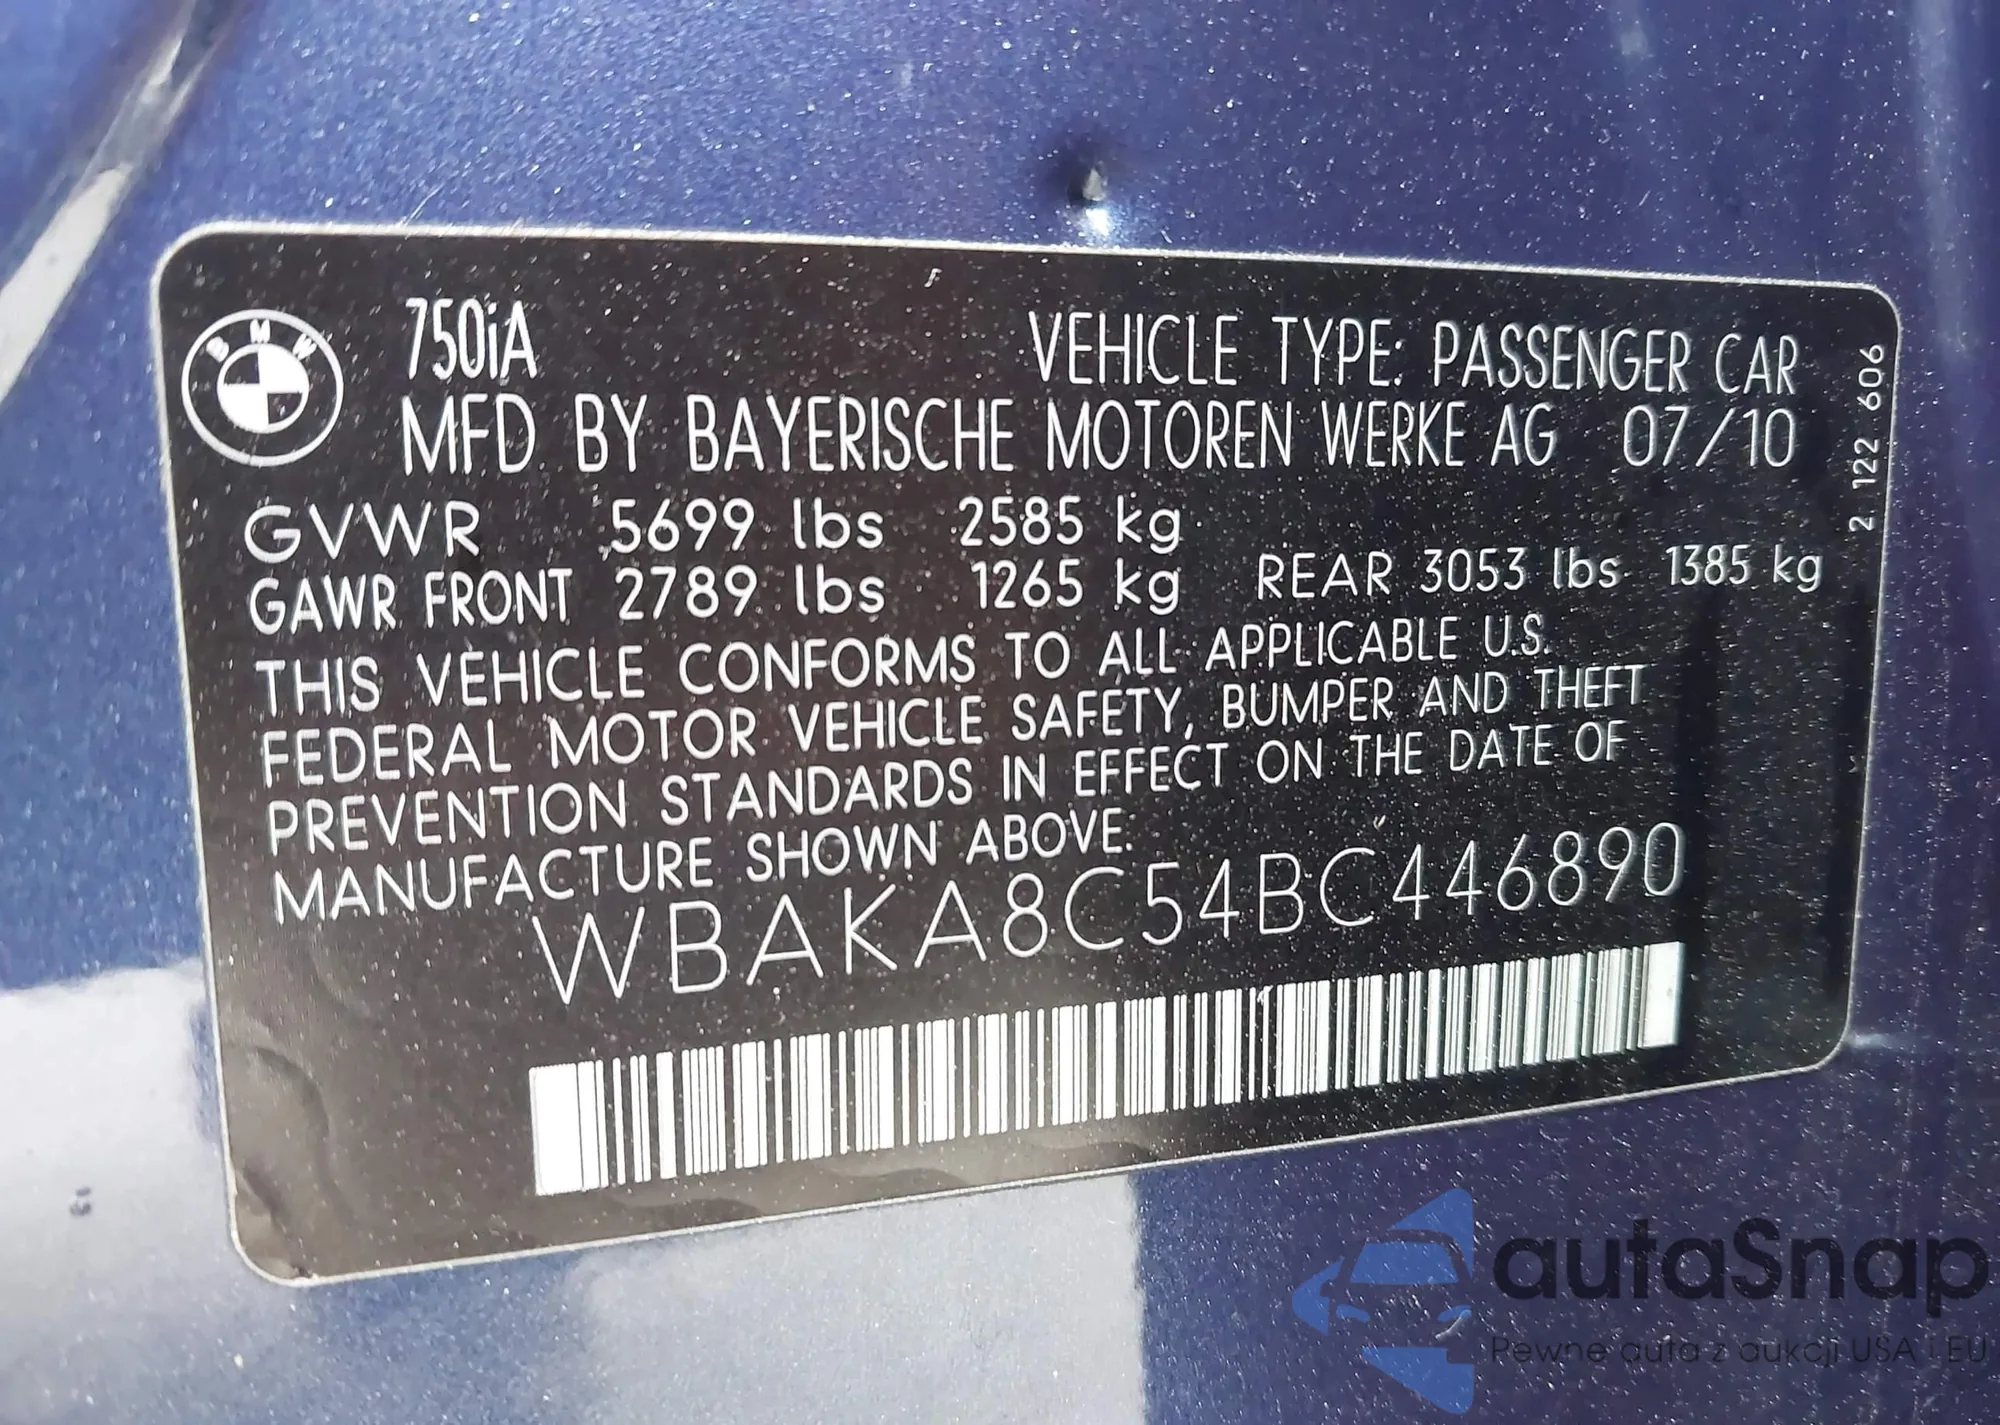 BMW
750iA
VEHICLE TYPE: PASSENGER CAR
MFD BY BAYERISCHE MOTOREN WERKE AG 07/10
GVWR 5699 lbs 2585 kg
GAWR FRONT 2789 lbs 1265 kg REAR 3053 lbs 1385 kg
THIS VEHICLE CONFORMS TO ALL APPLICABLE U.S.
FEDERAL MOTOR VEHICLE SAFETY, BUMPER AND THEFT
PREVENTION STANDARDS IN EFFECT ON THE DATE OF
MANUFACTURE SHOWN ABOVE.
WBAKA8C54BC446890
2 122 606
autaSnap
Pewne auta z aukcji USA i EU